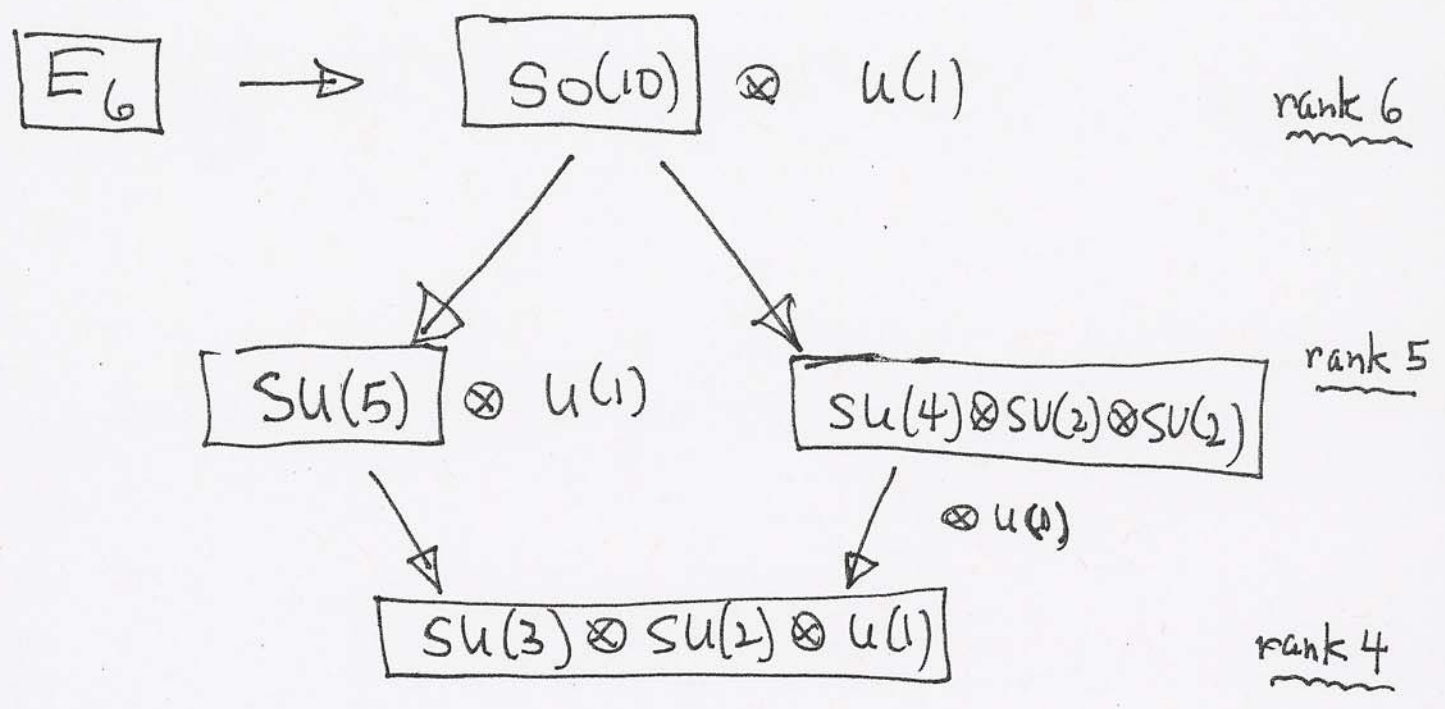 E6 → SO(10) ⊗ U(1) rank 6
SU(5) ⊗ U(1) SU(4)⊗SU(2)⊗SU(2) rank 5
⊗ U(1)
SU(3) ⊗ SU(2) ⊗ U(1) rank 4